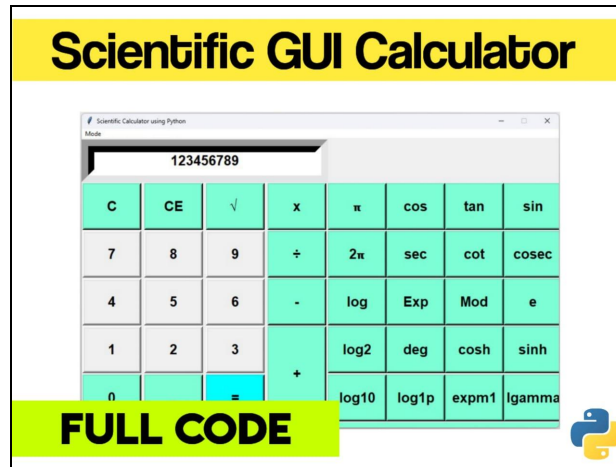 Scientific GUI Calculator
Scientific Calculator using Python
Mode
123456789
C CE √ x π cos tan sin
7 8 9 ÷ 2π sec cot cosec
4 5 6 - log Exp Mod e
1 2 3 + log2 deg cosh sinh
0 = log10 log1p expm1 lgamma
FULL CODE